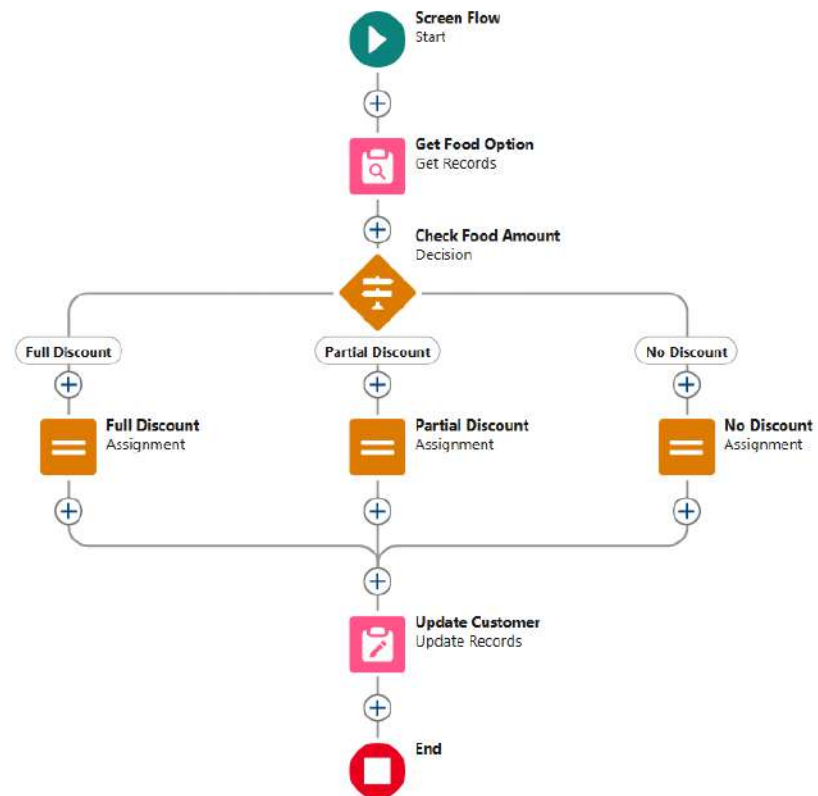 Screen Flow
Start
Get Food Option
Get Records
Check Food Amount
Decision
Full Discount
Partial Discount
No Discount
Full Discount
Assignment
Partial Discount
Assignment
No Discount
Assignment
Update Customer
Update Records
End